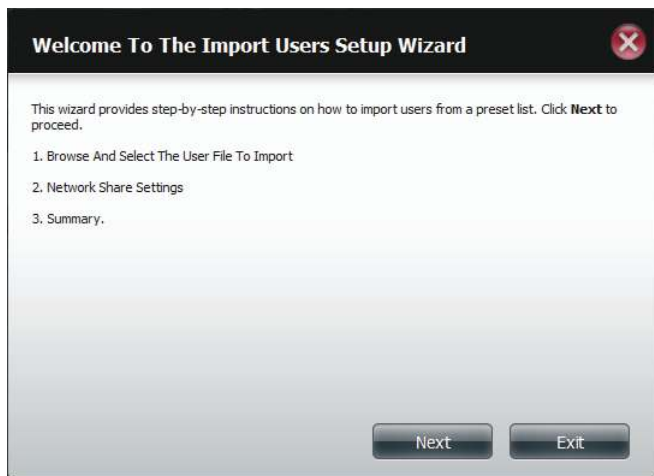 Welcome To The Import Users Setup Wizard
This wizard provides step-by-step instructions on how to import users from a preset list. Click Next to
proceed.
1. Browse And Select The User File To Import
2. Network Share Settings
3. Summary.
Next
Exit